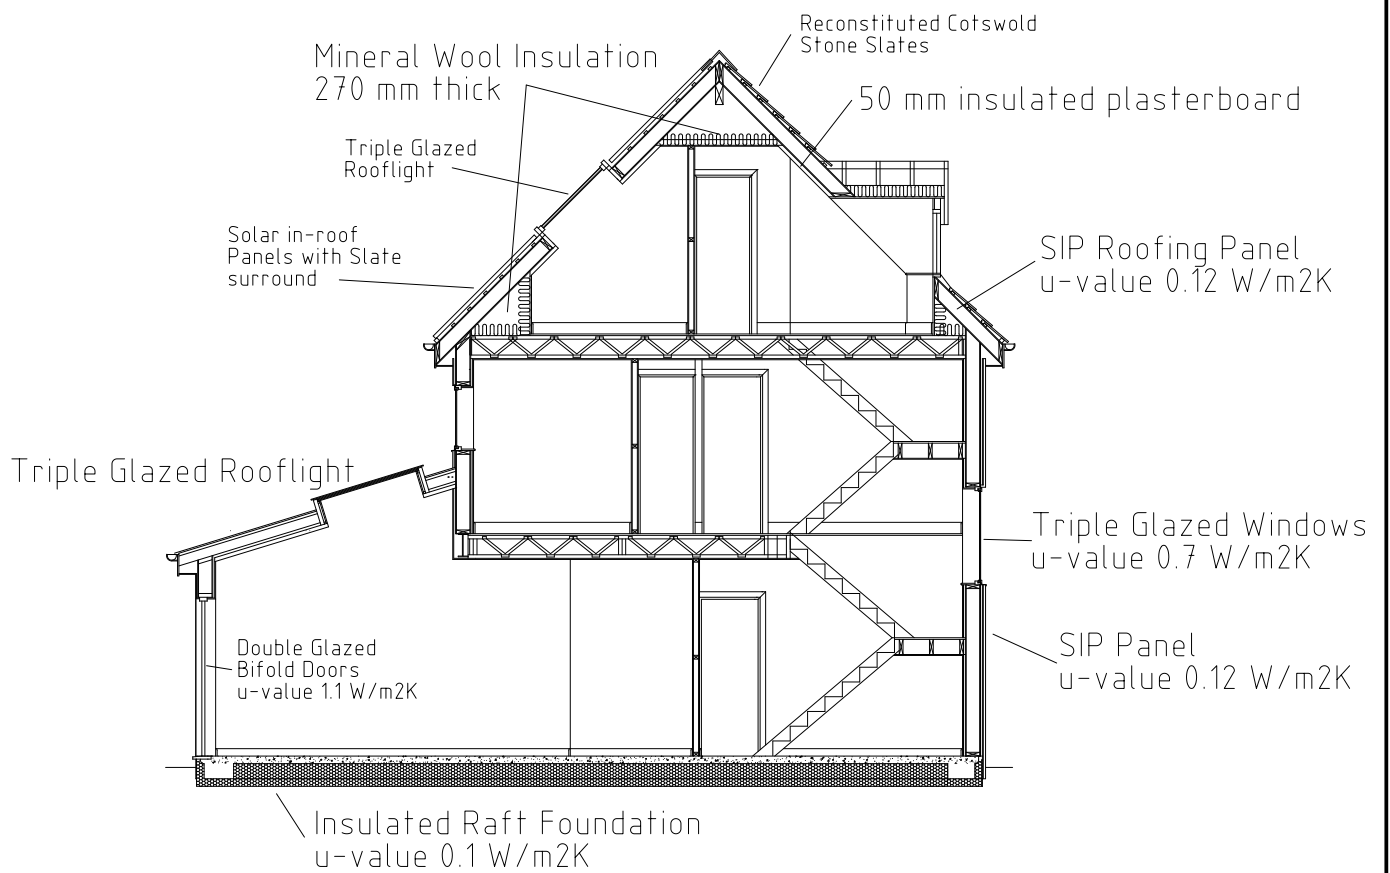 Reconstituted Cotswold
Stone Slates
Mineral Wool Insulation
270 mm thick
50 mm insulated plasterboard
Triple Glazed
Rooflight
Solar in-roof
Panels with Slate
surround
SIP Roofing Panel
u-value 0.12 W/m2K
Triple Glazed Rooflight
Triple Glazed Windows
u-value 0.7 W/m2K
Double Glazed
Bifold Doors
u-value 1.1 W/m2K
SIP Panel
u-value 0.12 W/m2K
Insulated Raft Foundation
u-value 0.1 W/m2K